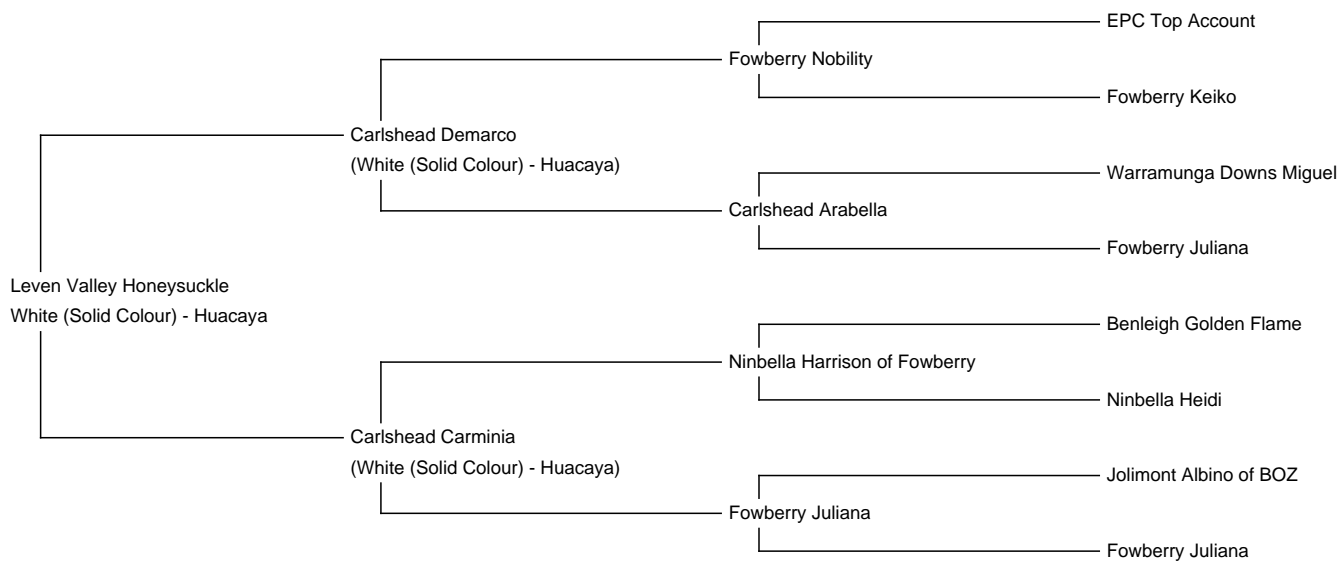 EPC Top Account
Fowberry Nobility
Fowberry Keiko
Carlshead Demarco
(White (Solid Colour) - Huacaya)
Warramunga Downs Miguel
Carlshead Arabella
Fowberry Juliana
Leven Valley Honeysuckle
White (Solid Colour) - Huacaya
Benleigh Golden Flame
Ninbella Harrison of Fowberry
Ninbella Heidi
Carlshead Carminia
(White (Solid Colour) - Huacaya)
Jolimont Albino of BOZ
Fowberry Juliana
Fowberry Juliana